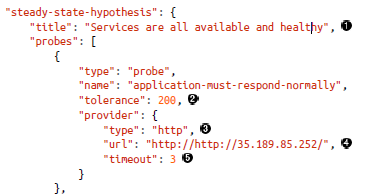 "steady-state-hypothesis": {
"title": "Services are all available and healthy", ❶
"probes": [
{
"type": "probe",
"name": "application-must-respond-normally",
"tolerance": 200, ❷
"provider": {
"type": "http", ❸
"url": "http://http://35.189.85.252/", ❹
"timeout": 3 ❺
}
},